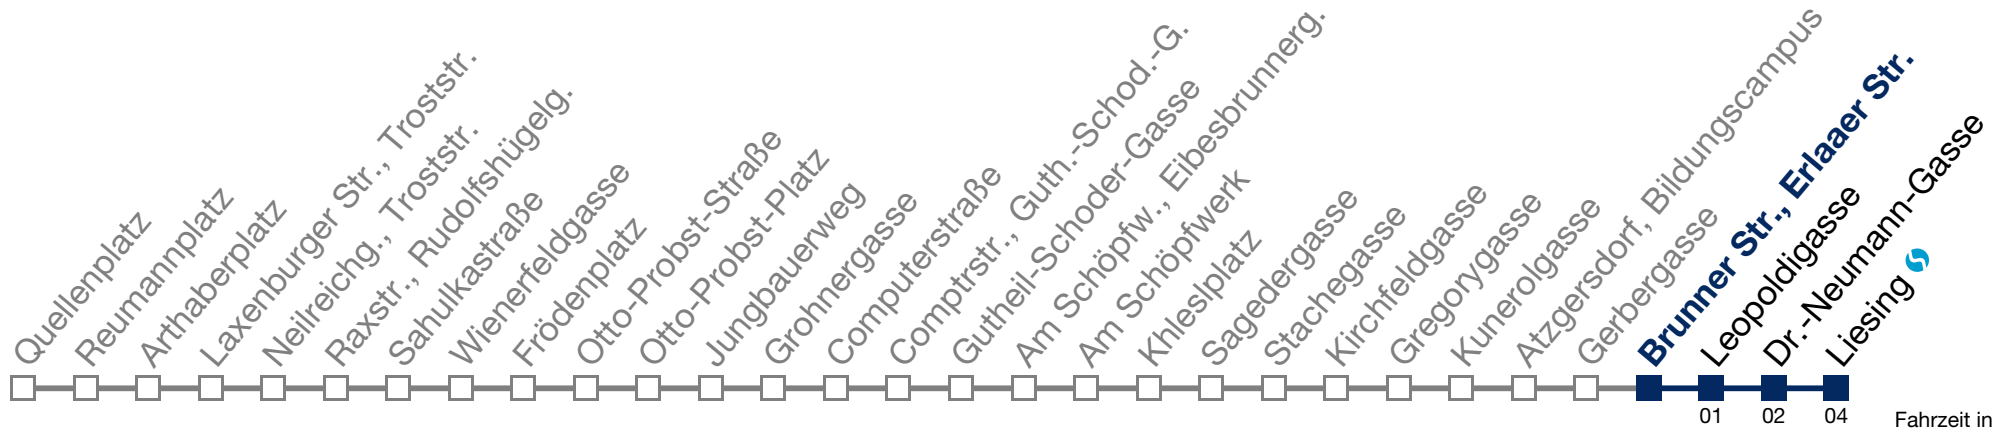 Quellenplatz
Reumannplatz
Arthaberplatz
Laxenburger Str., Troststr.
Neilreichg., Troststr.
Raxstr., Rudolfshügelg.
Sahulkastraße
Wienerfeldgasse
Frödenplatz
Otto-Probst-Straße
Otto-Probst-Platz
Jungbauerweg
Grohnergasse
Computerstraße
Comptrstr., Guth.-Schod.-G.
Gutheil-Schoder-Gasse
Am Schöpfw., Eibesbrunnerg.
Am Schöpfwerk
Khleslplatz
Sagedergasse
Stachegasse
Kirchfeldgasse
Gregorygasse
Kunerolgasse
Atzgersdorf, Bildungscampus
Gerbergasse
Brunner Str., Erlaaer Str.
Leopoldigasse
Dr.-Neumann-Gasse
Liesing
01 02 04
Fahrzeit in